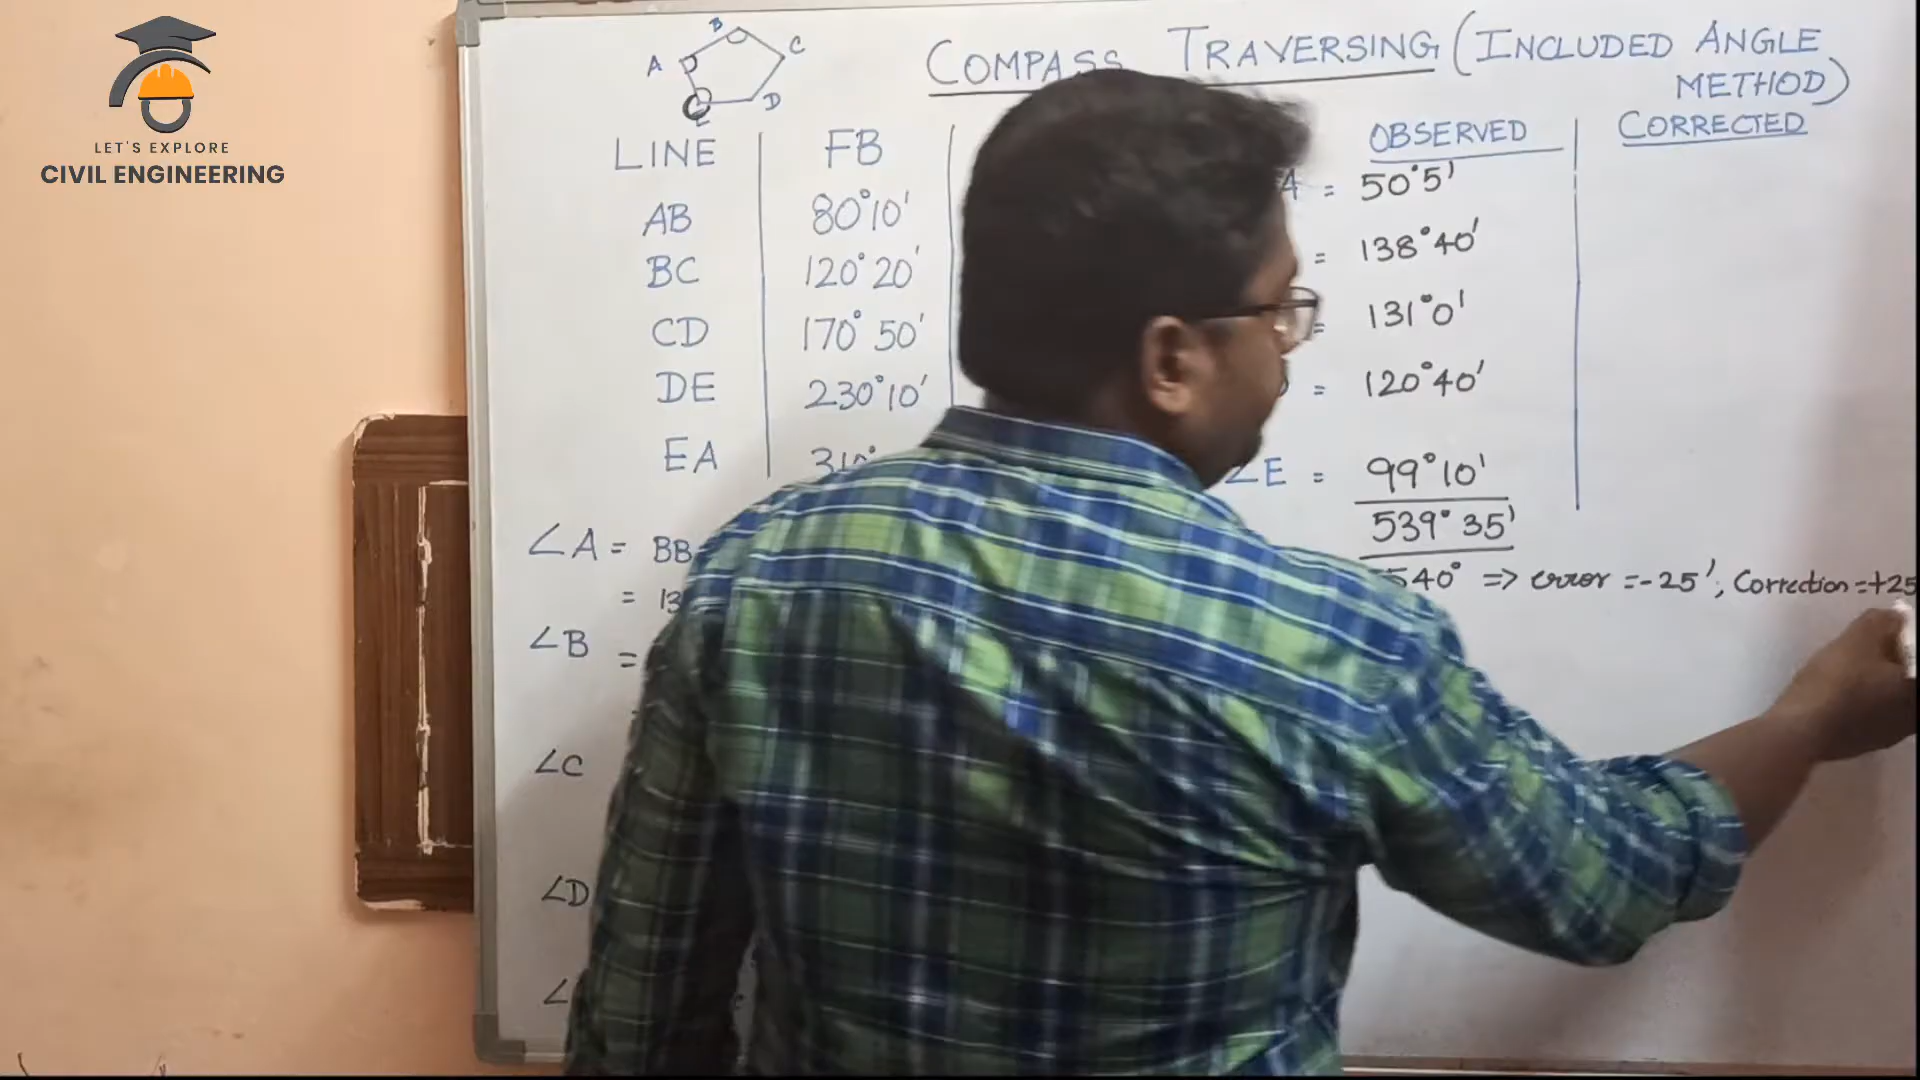 LET'S EXPLORE
CIVIL ENGINEERING
B
A
C
D
E
COMPASS TRAVERSING (INCLUDED ANGLE
METHOD)
LINE FB OBSERVED CORRECTED
AB 80°10' A = 50°5'
BC 120°20' = 138°40'
CD 170°50' = 131°0'
DE 230°10' = 120°40'
EA 310° ∠E = 99°10'
539°35'
540° => error = -25', Correction = +25
∠A = BB
= 13
∠B =
∠C
∠D
∠